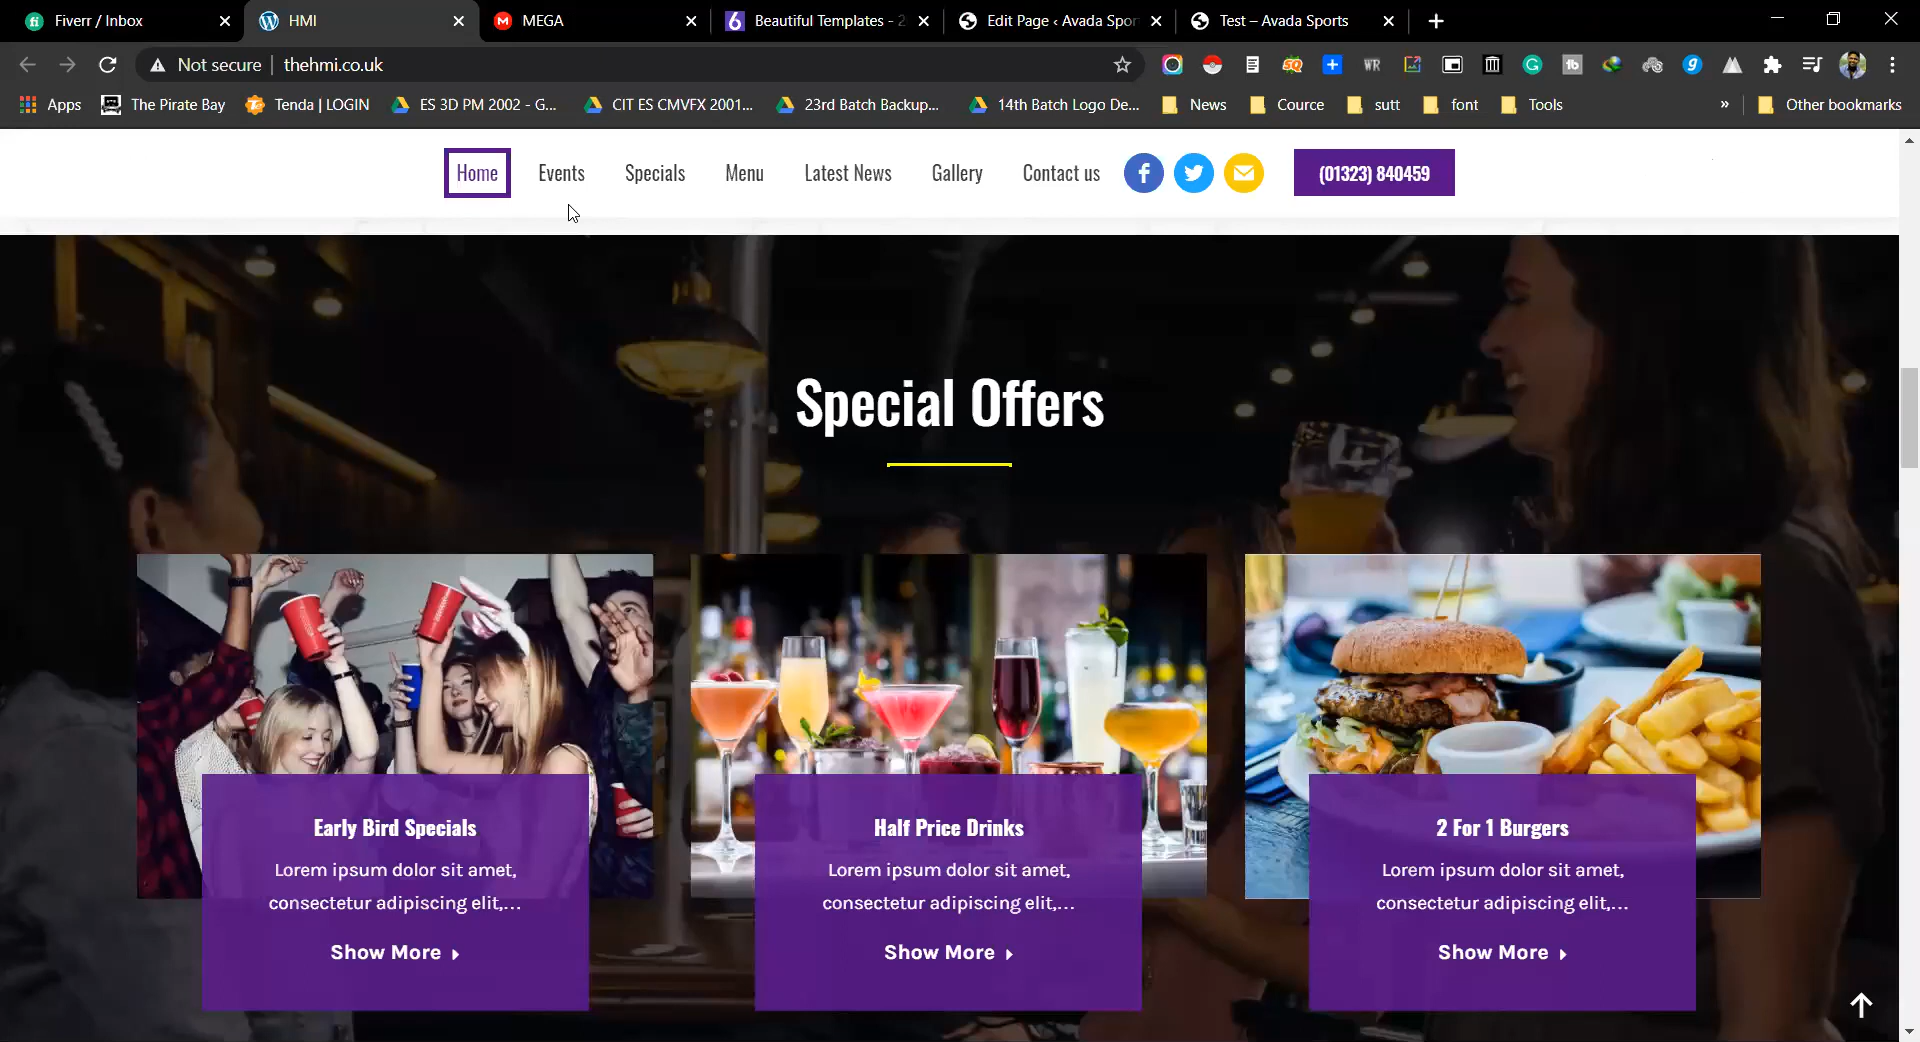 Fiverr / Inbox
HMI
MEGA
Beautiful Templates - 2
Edit Page ‹ Avada Spor
Test – Avada Sports
Not secure
thehmi.co.uk
Apps
The Pirate Bay
Tenda | LOGIN
ES 3D PM 2002 - G...
CIT ES CMVFX 2001...
23rd Batch Backup...
14th Batch Logo De...
News
Cource
sutt
font
Tools
»
Other bookmarks
Home
Events
Specials
Menu
Latest News
Gallery
Contact us
(01323) 840459
Special Offers
Early Bird Specials
Lorem ipsum dolor sit amet,
consectetur adipiscing elit,...
Show More
Half Price Drinks
Lorem ipsum dolor sit amet,
consectetur adipiscing elit,...
Show More
2 For 1 Burgers
Lorem ipsum dolor sit amet,
consectetur adipiscing elit,...
Show More